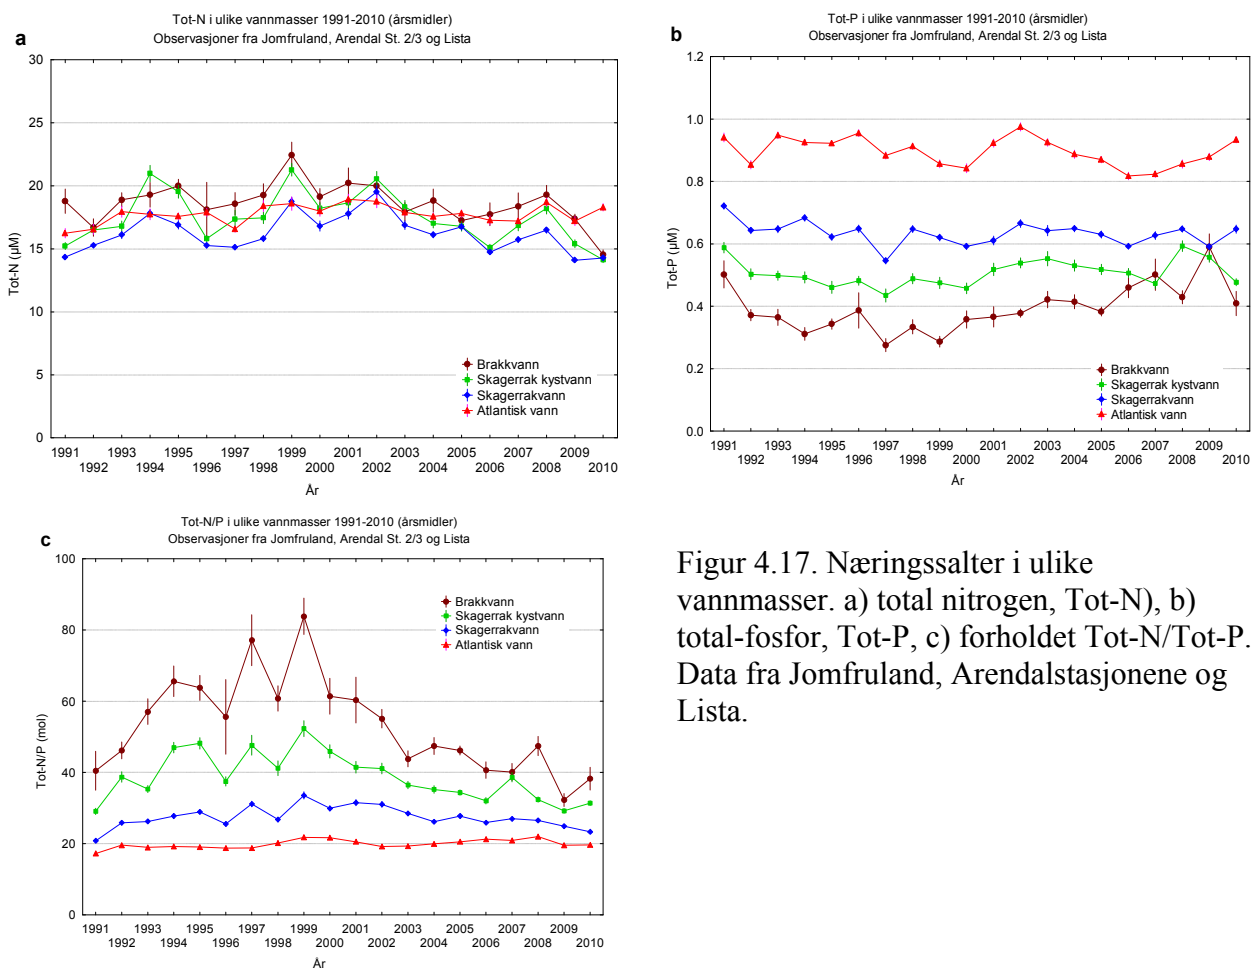 Tot-N i ulike vannmasser 1991-2010 (årsmidler)
Observasjoner fra Jomfruland, Arendal St. 2/3 og Lista
a
30
25
20
15
10
5
0
Tot-N (µM)
Brakkvann
Skagerrak kystvann
Skagerrakvann
Atlantisk vann
1991 1993 1995 1997 1999 2001 2003 2005 2007 2009
1992 1994 1996 1998 2000 2002 2004 2006 2008 2010
År
Tot-P i ulike vannmasser 1991-2010 (årsmidler)
Observasjoner fra Jomfruland, Arendal St. 2/3 og Lista
b
1.2
1.0
0.8
0.6
0.4
0.2
0.0
Tot-P (µM)
Brakkvann
Skagerrak kystvann
Skagerrakvann
Atlantisk vann
1991 1993 1995 1997 1999 2001 2003 2005 2007 2009
1992 1994 1996 1998 2000 2002 2004 2006 2008 2010
År
Tot-N/P i ulike vannmasser 1991-2010 (årsmidler)
Observasjoner fra Jomfruland, Arendal St. 2/3 og Lista
c
100
80
60
40
20
0
Tot-N/P (mol)
Brakkvann
Skagerrak kystvann
Skagerrakvann
Atlantisk vann
1991 1993 1995 1997 1999 2001 2003 2005 2007 2009
1992 1994 1996 1998 2000 2002 2004 2006 2008 2010
År
Figur 4.17. Næringssalter i ulike
vannmasser. a) total nitrogen, Tot-N), b)
total-fosfor, Tot-P, c) forholdet Tot-N/Tot-P.
Data fra Jomfruland, Arendalstasjonene og
Lista.